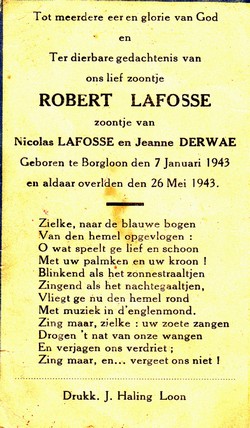 Tot meerdere eer en glorie van God
en
Ter dierbare gedachtenis van
ons lief zoontje
ROBERT LAFOSSE
zoontje van
Nicolas LAFOSSE en Jeanne DERWAE
Geboren te Borgloon den 7 Januari 1943
en aldaar overlden den 26 Mei 1943.
Zielke, naar de blauwe bogen
Van den hemel opgevlogen :
O wat speelt ge lief en schoon
Met uw palmken en uw kroon !
Blinkend als het zonnestraaltjen
Zingend als het nachtegaaltjen,
Vliegt ge nu den hemel rond
Met muziek in d'englenmond.
Zing maar, zielke : uw zoete zangen
Drogen 't nat van onze wangen
En verjagen ons verdriet ;
Zing maar, en... vergeet ons niet !
Drukk. J. Haling Loon